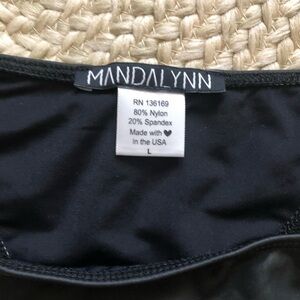 MANDALYNN
RN 136169
80% Nylon
20% Spandex
Made with ♥
In the USA
L